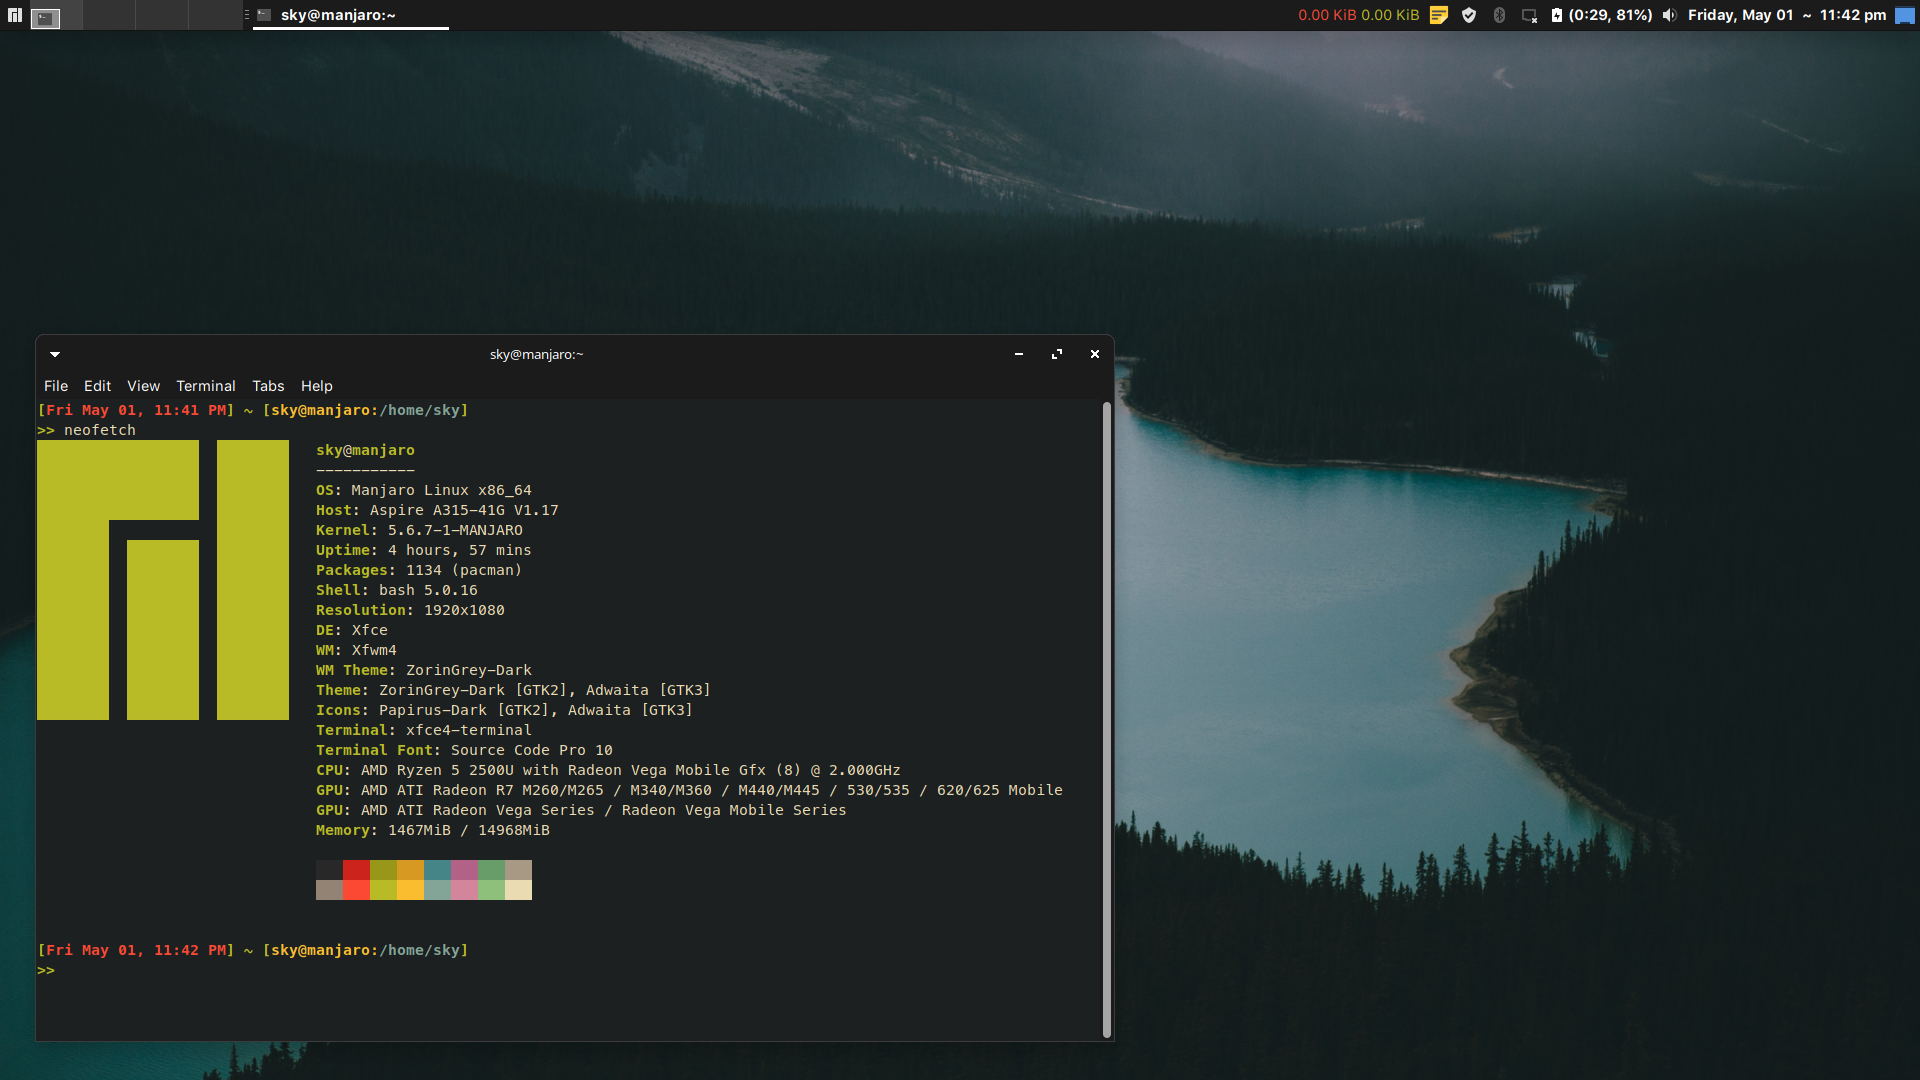 sky@manjaro:~
0.00 KiB 0.00 KiB (0:29, 81%) Friday, May 01 ~ 11:42 pm
sky@manjaro:~
File Edit View Terminal Tabs Help
[Fri May 01, 11:41 PM] ~ [sky@manjaro:/home/sky]
>> neofetch
sky@manjaro
-----------
OS: Manjaro Linux x86_64
Host: Aspire A315-41G V1.17
Kernel: 5.6.7-1-MANJARO
Uptime: 4 hours, 57 mins
Packages: 1134 (pacman)
Shell: bash 5.0.16
Resolution: 1920x1080
DE: Xfce
WM: Xfwm4
WM Theme: ZorinGrey-Dark
Theme: ZorinGrey-Dark [GTK2], Adwaita [GTK3]
Icons: Papirus-Dark [GTK2], Adwaita [GTK3]
Terminal: xfce4-terminal
Terminal Font: Source Code Pro 10
CPU: AMD Ryzen 5 2500U with Radeon Vega Mobile Gfx (8) @ 2.000GHz
GPU: AMD ATI Radeon R7 M260/M265 / M340/M360 / M440/M445 / 530/535 / 620/625 Mobile
GPU: AMD ATI Radeon Vega Series / Radeon Vega Mobile Series
Memory: 1467MiB / 14968MiB
[Fri May 01, 11:42 PM] ~ [sky@manjaro:/home/sky]
>>